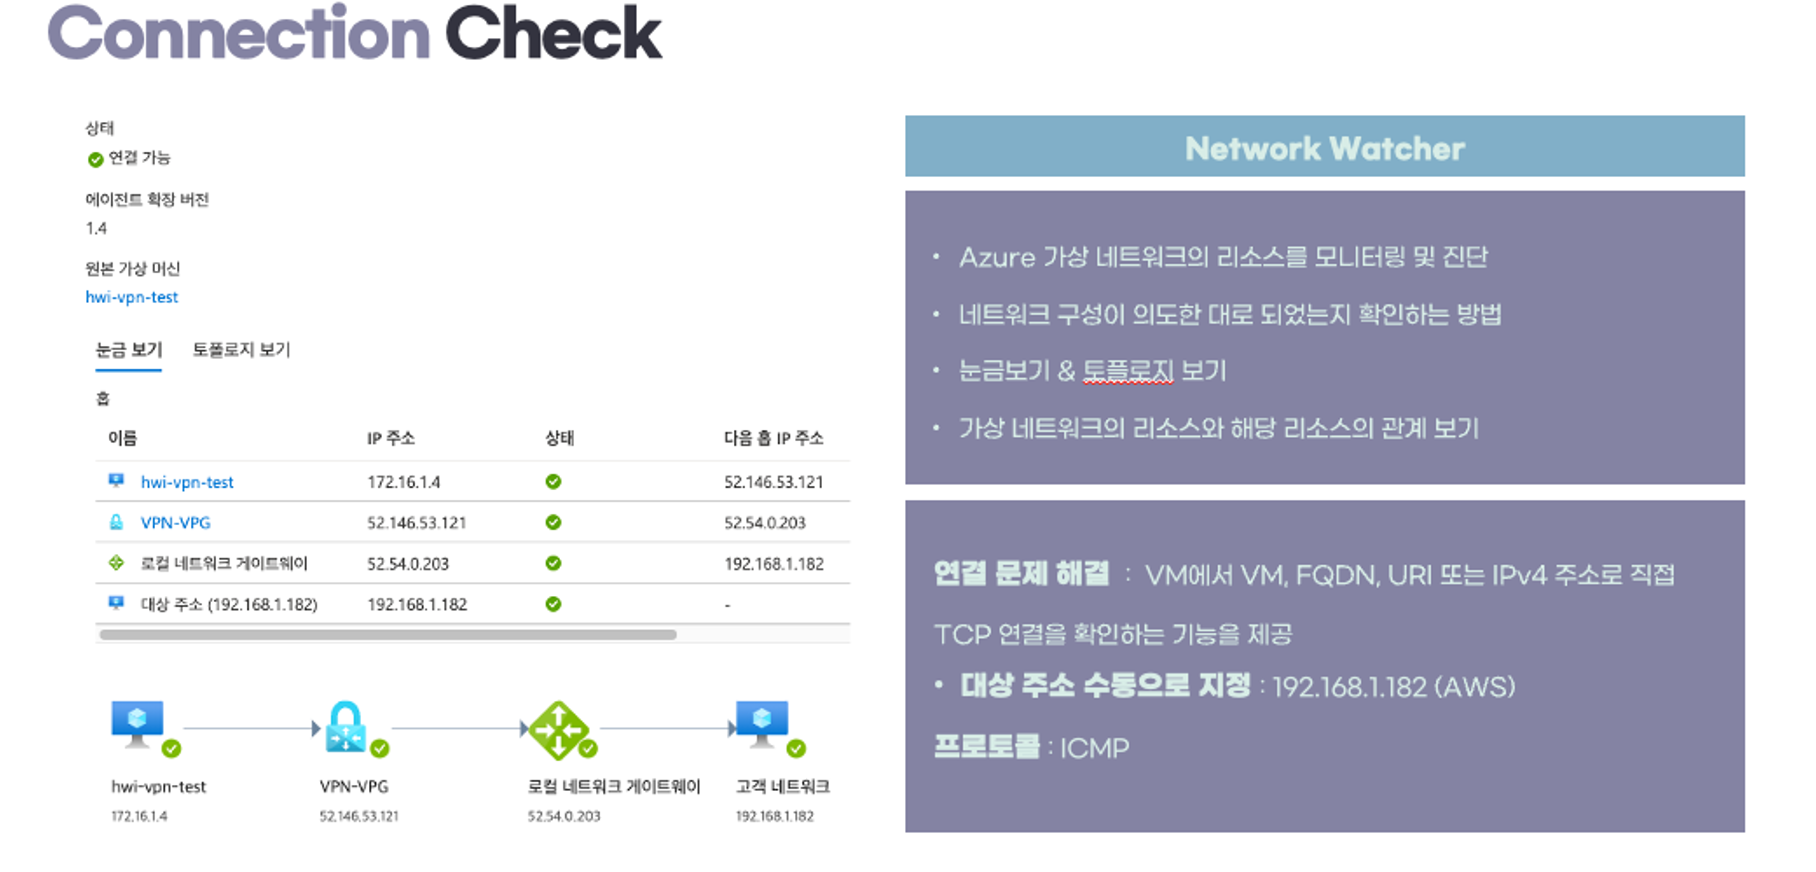 Connection Check
상태
연결 가능
에이전트 확장 버전
1.4
원본 가상 머신
hwi-vpn-test
눈금 보기 토폴로지 보기
홉
이름 IP 주소 상태 다음 홉 IP 주소
hwi-vpn-test 172.16.1.4 52.146.53.121
VPN-VPG 52.146.53.121 52.54.0.203
로컬 네트워크 게이트웨이 52.54.0.203 192.168.1.182
대상 주소 (192.168.1.182) 192.168.1.182 -
hwi-vpn-test VPN-VPG 로컬 네트워크 게이트웨이 고객 네트워크
172.16.1.4 52.146.53.121 52.54.0.203 192.168.1.182
Network Watcher
• Azure 가상 네트워크의 리소스를 모니터링 및 진단
• 네트워크 구성이 의도한 대로 되었는지 확인하는 방법
• 눈금보기 & 토플로지 보기
• 가상 네트워크의 리소스와 해당 리소스의 관계 보기
연결 문제 해결 : VM에서 VM, FQDN, URI 또는 IPv4 주소로 직접
TCP 연결을 확인하는 기능을 제공
• 대상 주소 수동으로 지정 : 192.168.1.182 (AWS)
프로토콜 : ICMP